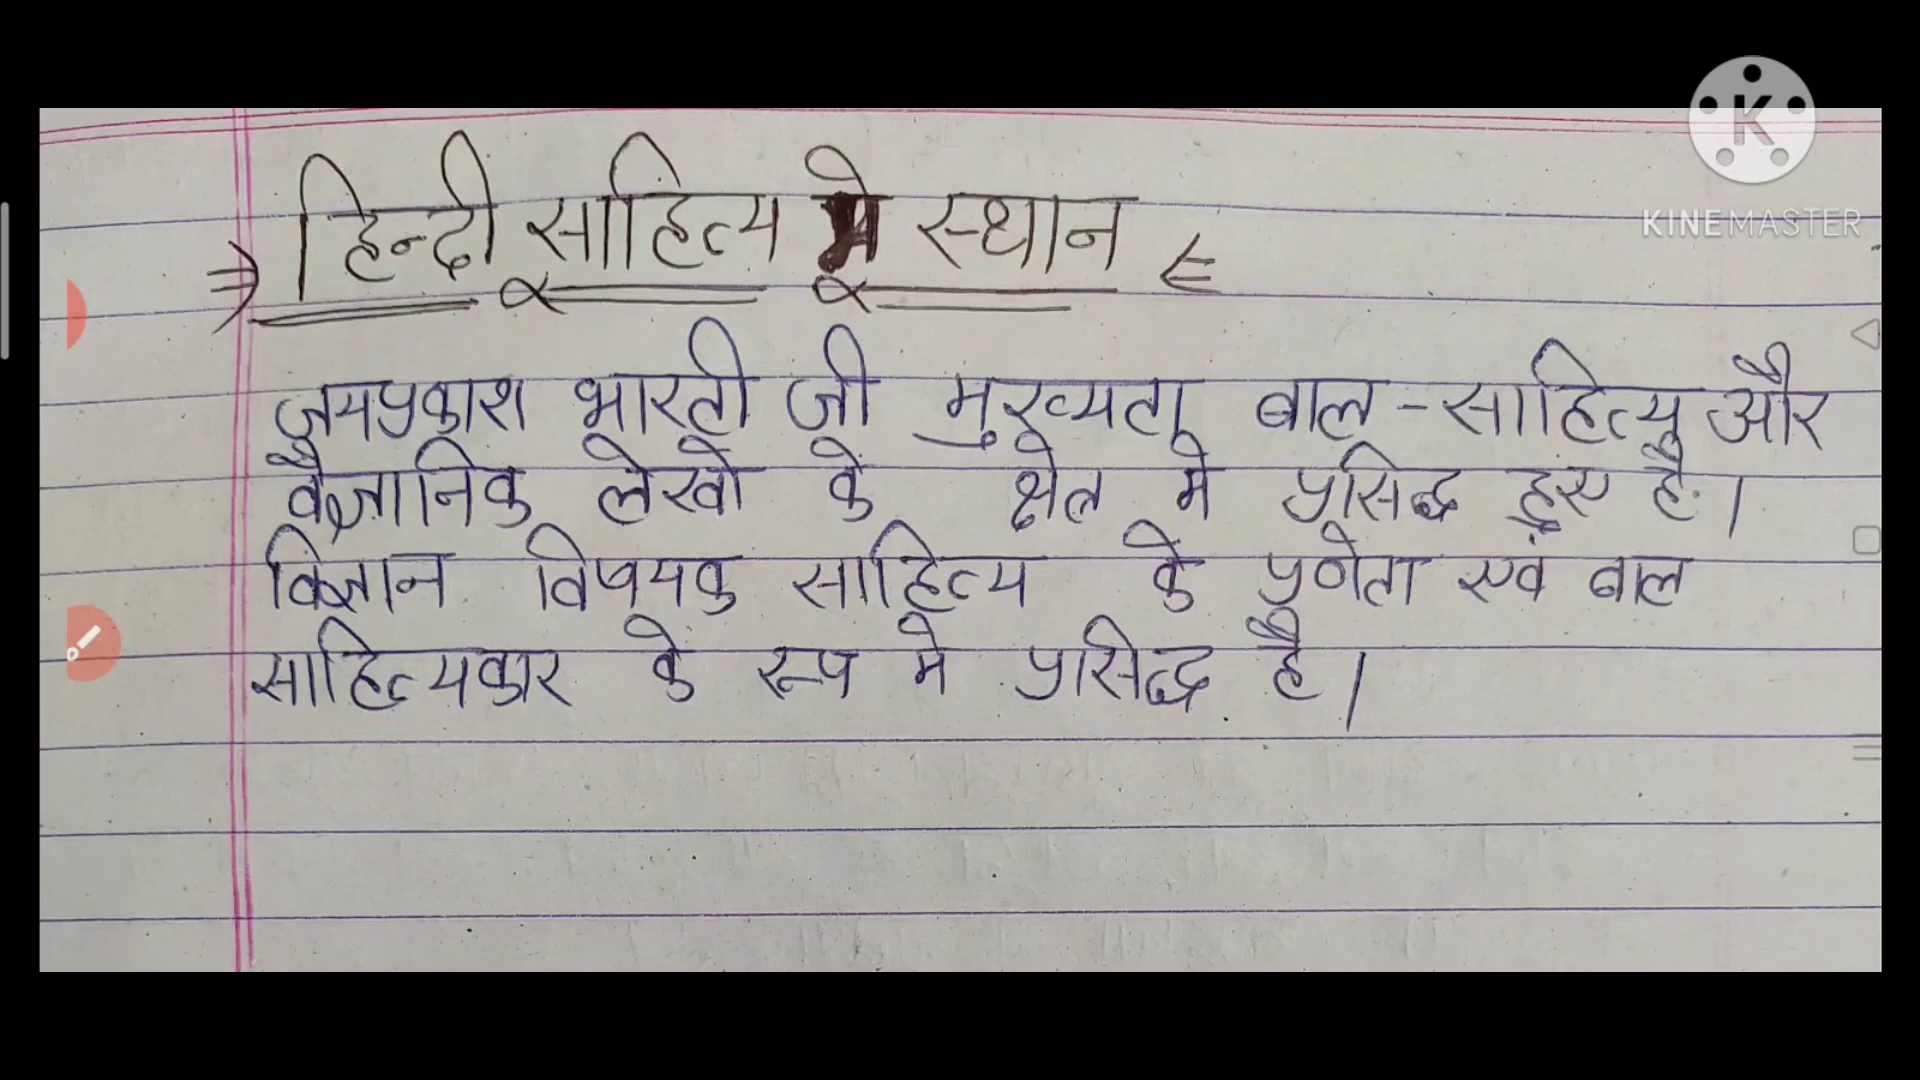 हिन्दी साहित्य मे स्थान
जयप्रकाश भारती जी मुख्यता बाल - साहित्य और
वैज्ञानिक लेखो के क्षेत्र मे प्रसिद्ध हुए है।
विज्ञान विषयक साहित्य के प्रणेता एवं बाल
साहित्यकार के रूप मे प्रसिद्ध है।
K
KINEMASTER